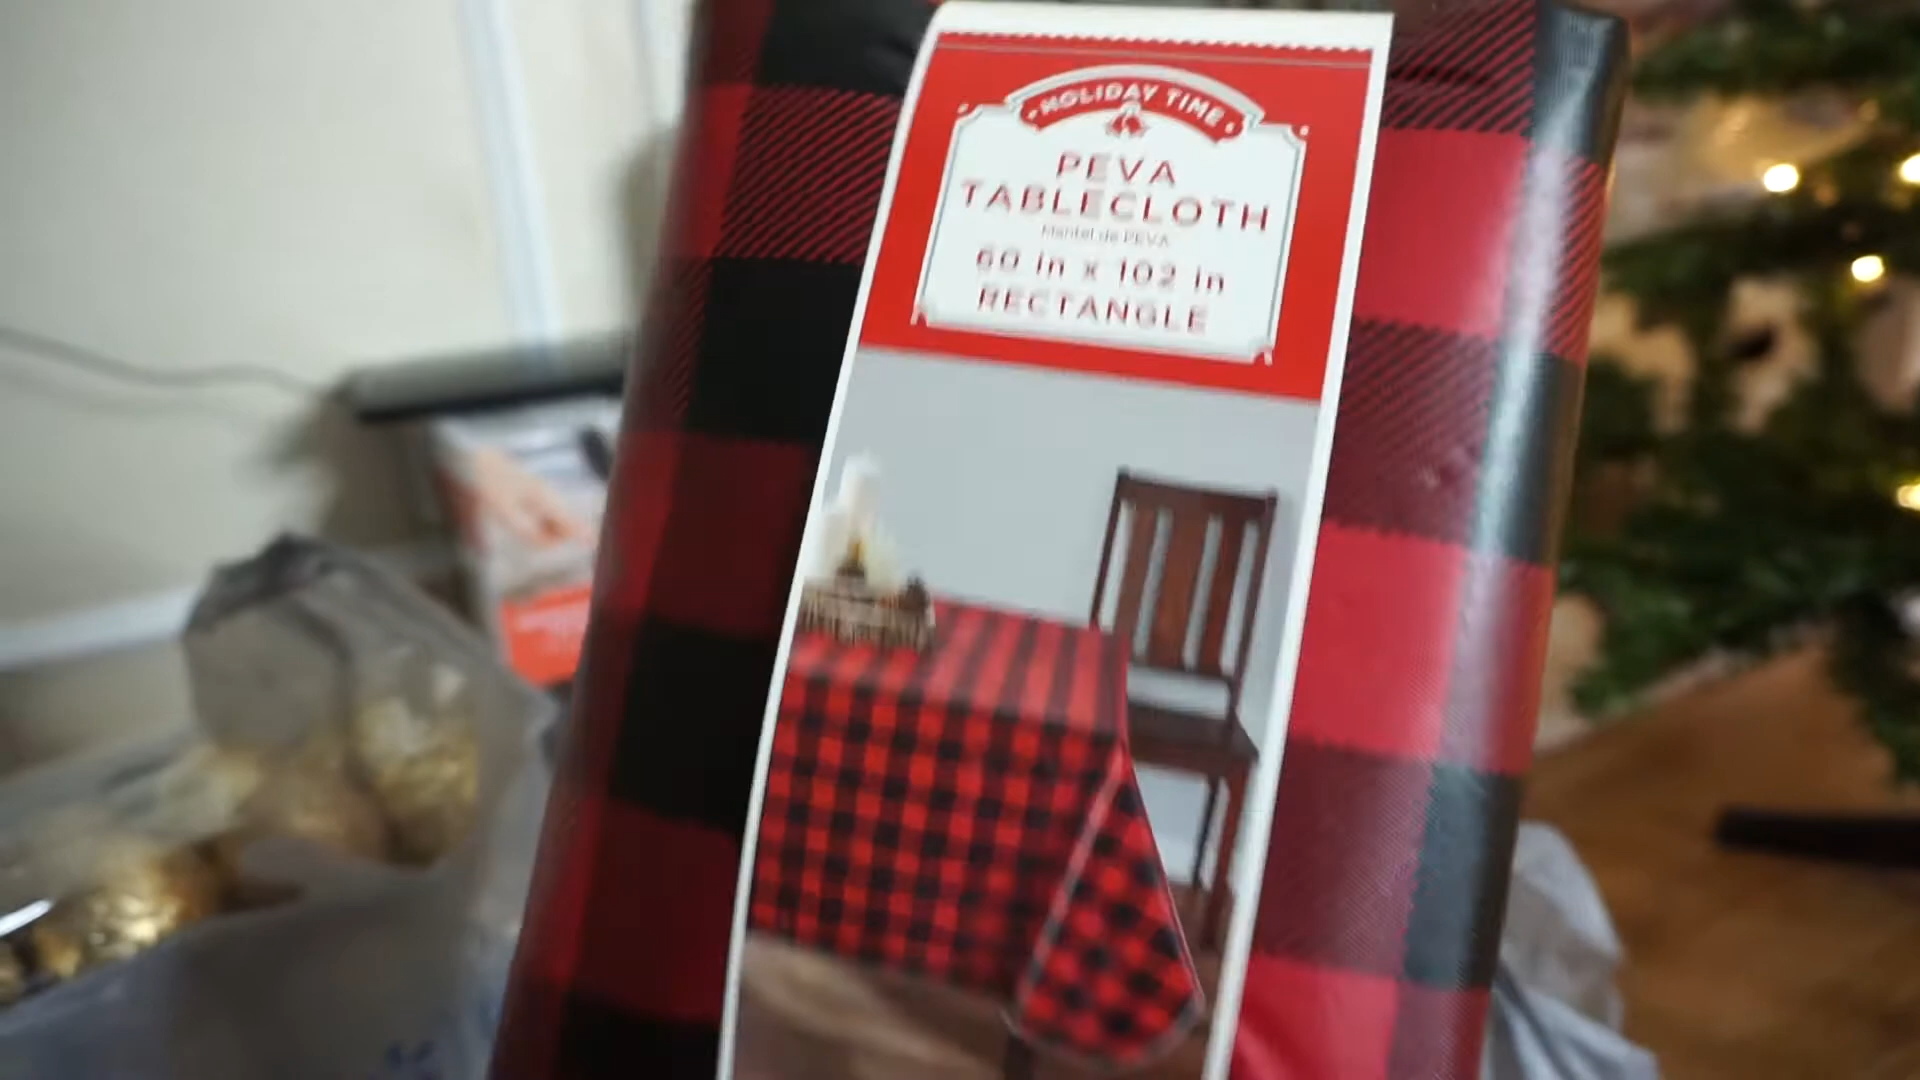 HOLIDAY TIME
PEVA
TABLECLOTH
Mantel de PEVA
60 in x 102 in
RECTANGLE